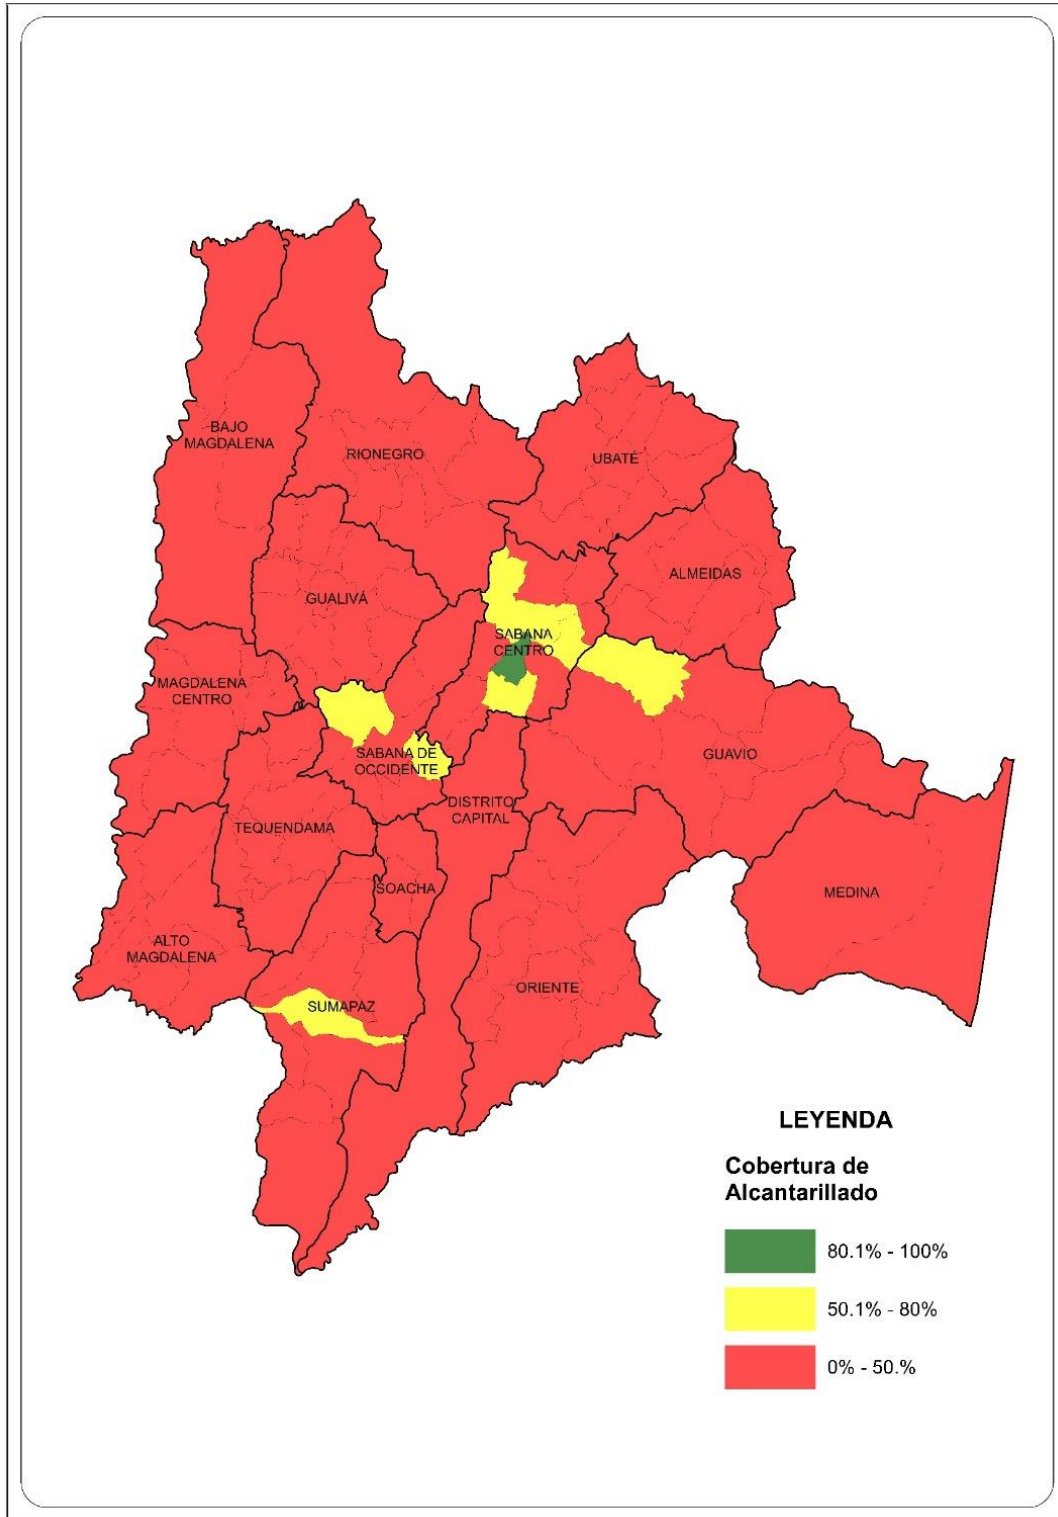 BAJO
MAGDALENA
RIONEGRO
UBATÉ
ALMEIDAS
GUALIVÁ
SABANA
CENTRO
MAGDALENA
CENTRO
SABANA DE
OCCIDENTE
GUAVIO
DISTRITO
CAPITAL
TEQUENDAMA
SOACHA
MEDINA
ALTO
MAGDALENA
ORIENTE
SUMAPAZ
LEYENDA
Cobertura de
Alcantarillado
80.1% - 100%
50.1% - 80%
0% - 50.%